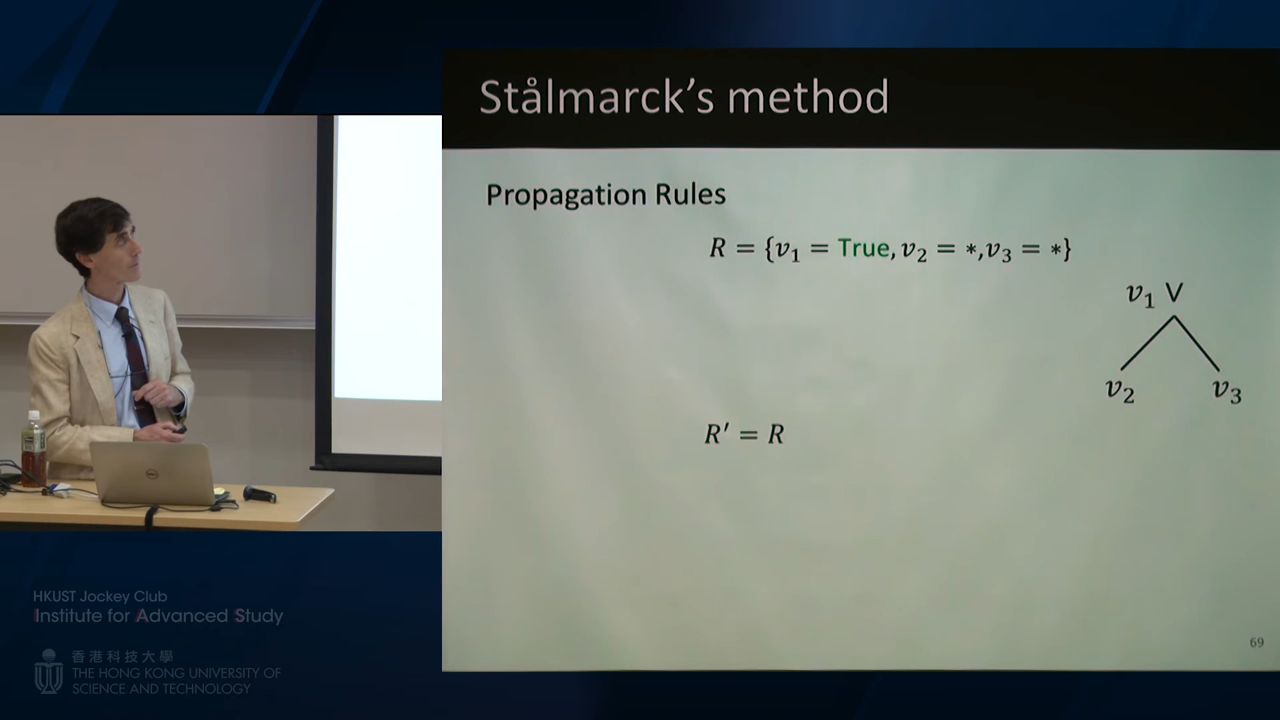 Stålmarck's method
Propagation Rules
R = {v₁ = True, v₂ = *, v₃ = *}
v₁ ∨
v₂ v₃
R′ = R
69
HKUST Jockey Club
Institute for Advanced Study
香港科技大學
THE HONG KONG UNIVERSITY OF
SCIENCE AND TECHNOLOGY